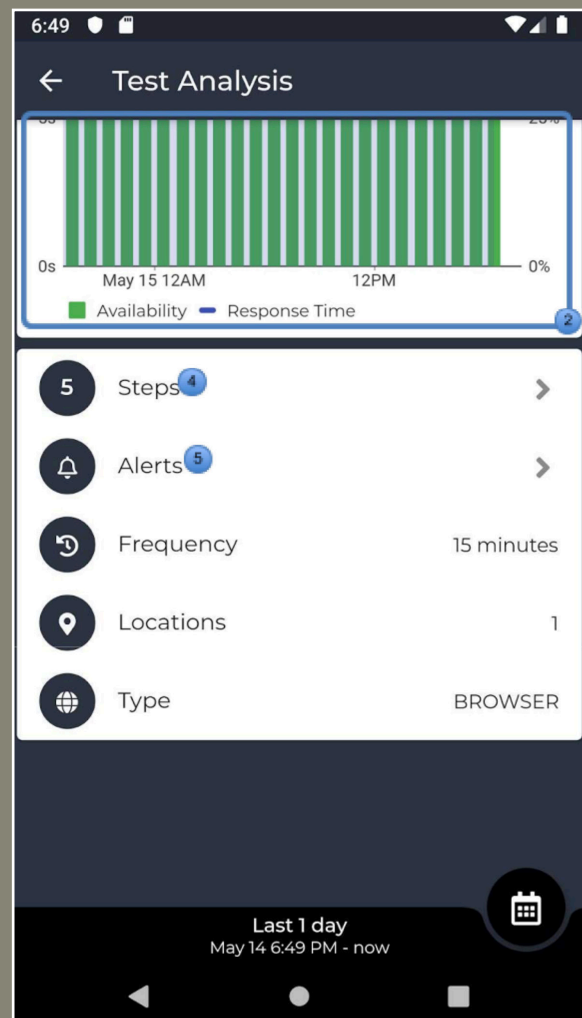 6:49
Test Analysis
0s 0%
May 15 12AM 12PM
Availability Response Time
2
5 Steps 4
Alerts 5
Frequency 15 minutes
Locations 1
Type BROWSER
Last 1 day
May 14 6:49 PM - now